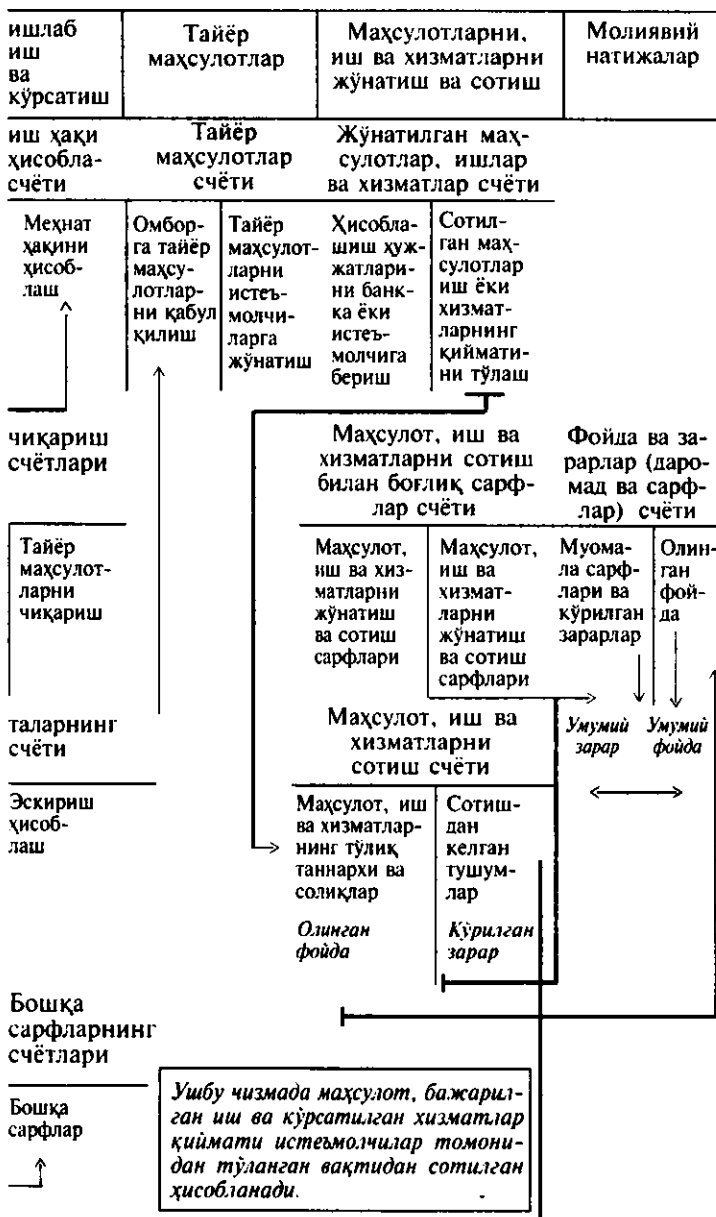 ишлаб
иш
ва
кўрсатиш
Тайёр
маҳсулотлар
Маҳсулотларни,
иш ва хизматларни
жўнатиш ва сотиш
Молиявий
натижалар
иш ҳақи
ҳисобла-
счёти
Тайёр
маҳсулотлар
счёти
Жўнатилган маҳ-
сулотлар, ишлар
ва хизматлар счёти
Меҳнат
ҳақини
ҳисоб-
лаш
Омбор-
га тайёр
маҳсу-
лотлар-
ни қабул
қилиш
Тайёр
маҳсулот-
ларни
истеъ-
молчи-
ларга
жўнатиш
Ҳисобла-
шиш ҳуж-
жатлари-
ни банк-
ка ёки
истеъ-
молчига
бериш
Сотил-
ган маҳ-
сулотлар
иш ёки
хизмат-
ларнинг
қиймати-
ни тўлаш
чиқариш
счётлари
Маҳсулот, иш ва
хизматларни сотиш
билан боғлиқ сарф-
лар счёти
Фойда ва за-
рарлар (даро-
мад ва сарф-
лар) счёти
Тайёр
маҳсулот-
ларни
чиқариш
Маҳсулот,
иш ва хиз-
матларни
жўнатиш
ва сотиш
сарфлари
Маҳсулот,
иш ва
хизмат-
ларни
жўнатиш
ва сотиш
сарфлари
Муома-
ла сарф-
лари ва
кўрилган
зарарлар
Олин-
ган
фой-
да
таларнинг
счёти
Маҳсулот, иш ва
хизматларни
сотиш счёти
Умумий
зарар
Умумий
фойда
Эскириш
ҳисоб-
лаш
Маҳсулот, иш
ва хизматлар-
нинг тўлиқ
таннархи ва
солиқлар
Сотиш-
дан
келган
тушум-
лар
Олинган
фойда
Кўрилган
зарар
Бошқа
сарфларнинг
счётлари
Бошқа
сарфлар
Ушбу чизмада маҳсулот, бажарил-
ган иш ва кўрсатилган хизматлар
қиймати истеъмолчилар томони-
дан тўланган вақтидан сотилган
ҳисобланади.